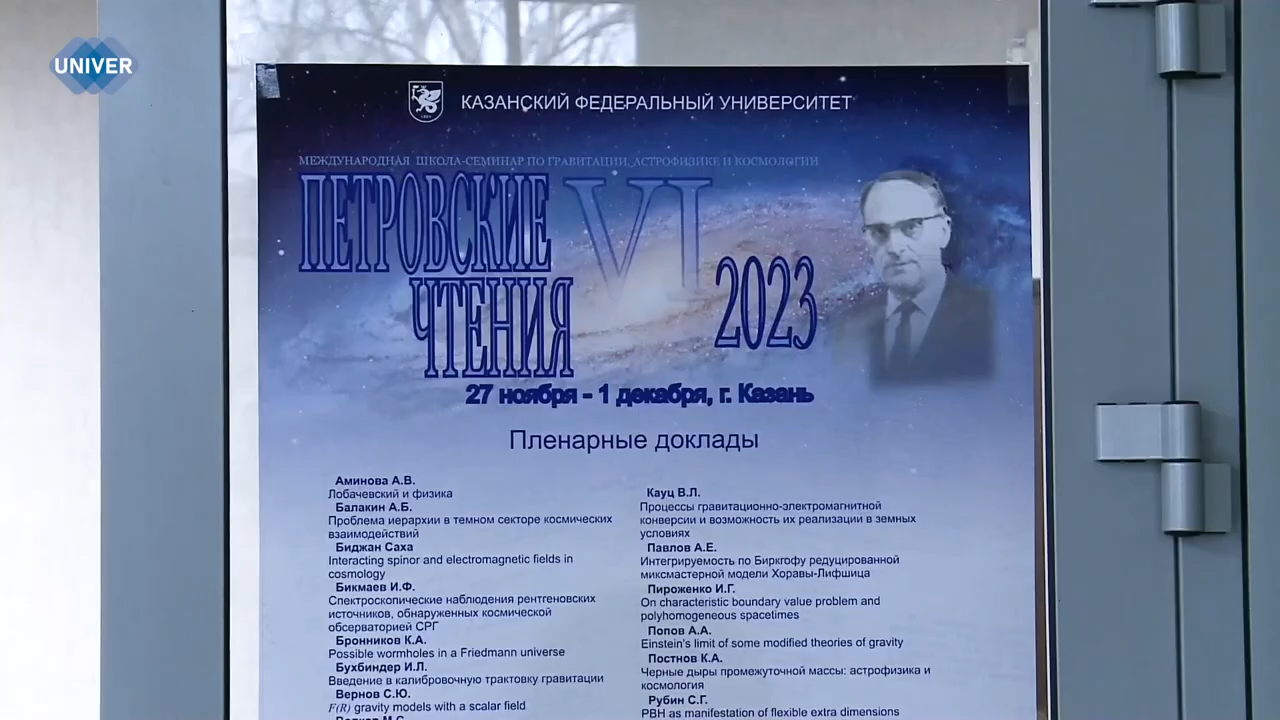 UNIVER
КАЗАНСКИЙ ФЕДЕРАЛЬНЫЙ УНИВЕРСИТЕТ
МЕЖДУНАРОДНАЯ ШКОЛА-СЕМИНАР ПО ГРАВИТАЦИИ, АСТРОФИЗИКЕ И КОСМОЛОГИИ
ПЕТРОВСКИЕ VI
ЧТЕНИЯ 2023
27 ноября - 1 декабря, г. Казань
Пленарные доклады
Аминова А.В.
Лобачевский и физика
Балакин А.Б.
Проблема иерархии в темном секторе космических
взаимодействий
Биджан Саха
Interacting spinor and electromagnetic fields in
cosmology
Бикмаев И.Ф.
Спектроскопические наблюдения рентгеновских
источников, обнаруженных космической
обсерваторией СРГ
Бронников К.А.
Possible wormholes in a Friedmann universe
Бухбиндер И.Л.
Введение в калибровочную трактовку гравитации
Вернов С.Ю.
F(R) gravity models with a scalar field
Кауц В.Л.
Процессы гравитационно-электромагнитной
конверсии и возможность их реализации в земных
условиях
Павлов А.Е.
Интегрируемость по Биркгофу редуцированной
миксмастерной модели Хоравы-Лифшица
Пироженко И.Г.
On characteristic boundary value problem and
polyhomogeneous spacetimes
Попов А.А.
Einstein's limit of some modified theories of gravity
Постнов К.А.
Черные дыры промежуточной массы: астрофизика и
космология
Рубин С.Г.
PBH as manifestation of flexible extra dimensions